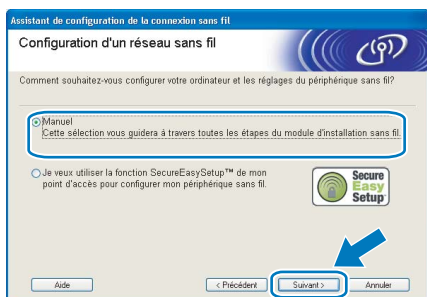 Assistant de configuration de la connexion sans fil
Configuration d'un réseau sans fil
Comment souhaitez-vous configurer votre ordinateur et les réglages du périphérique sans fil?
Manuel
Cette sélection vous guidera à travers toutes les étapes du module d'installation sans fil.
Je veux utiliser la fonction SecureEasySetup™ de mon
point d'accès pour configurer mon périphérique sans fil.
Secure
Easy
Setup
Aide
< Précédent
Suivant >
Annuler